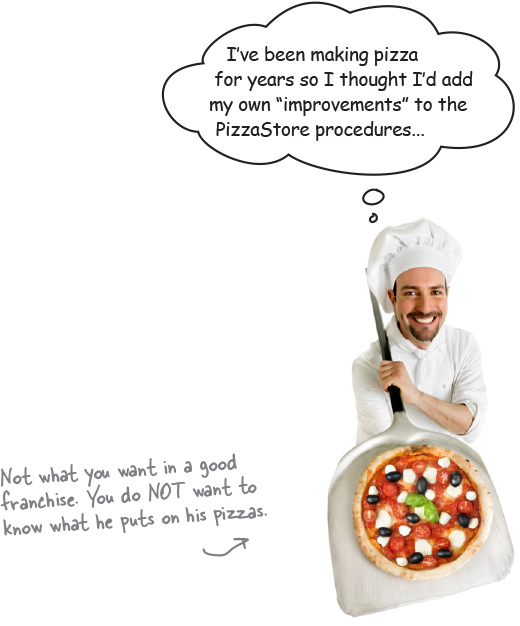 I’ve been making pizza
for years so I thought I’d add
my own “improvements” to the
PizzaStore procedures...
Not what you want in a good
franchise. You do NOT want to
know what he puts on his pizzas.